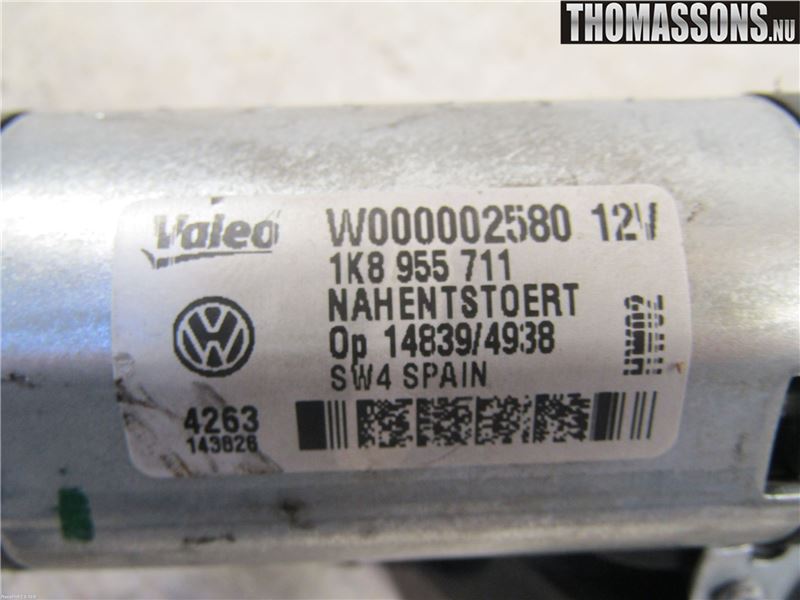 THOMASSONS.NU
Valeo
W000002580 12V
1K8 955 711
NAHENTSTOERT
Op 14839/4938
SW4 SPAIN
4263
143826